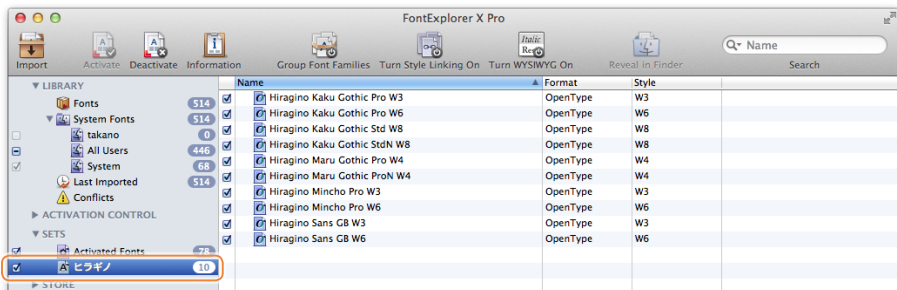 FontExplorer X Pro
Import Activate Deactivate Information Group Font Families Turn Style Linking On Turn WYSIWYG On Reveal in Finder Search
Italic
Reg
Name
LIBRARY
Fonts 514
System Fonts 514
takano 0
All Users 446
System 68
Last Imported 514
Conflicts
ACTIVATION CONTROL
SETS
Activated Fonts 78
ヒラギノ 10
STORE
Name Format Style
Hiragino Kaku Gothic Pro W3 OpenType W3
Hiragino Kaku Gothic Pro W6 OpenType W6
Hiragino Kaku Gothic Std W8 OpenType W8
Hiragino Kaku Gothic StdN W8 OpenType W8
Hiragino Maru Gothic Pro W4 OpenType W4
Hiragino Maru Gothic ProN W4 OpenType W4
Hiragino Mincho Pro W3 OpenType W3
Hiragino Mincho Pro W6 OpenType W6
Hiragino Sans GB W3 OpenType W3
Hiragino Sans GB W6 OpenType W6